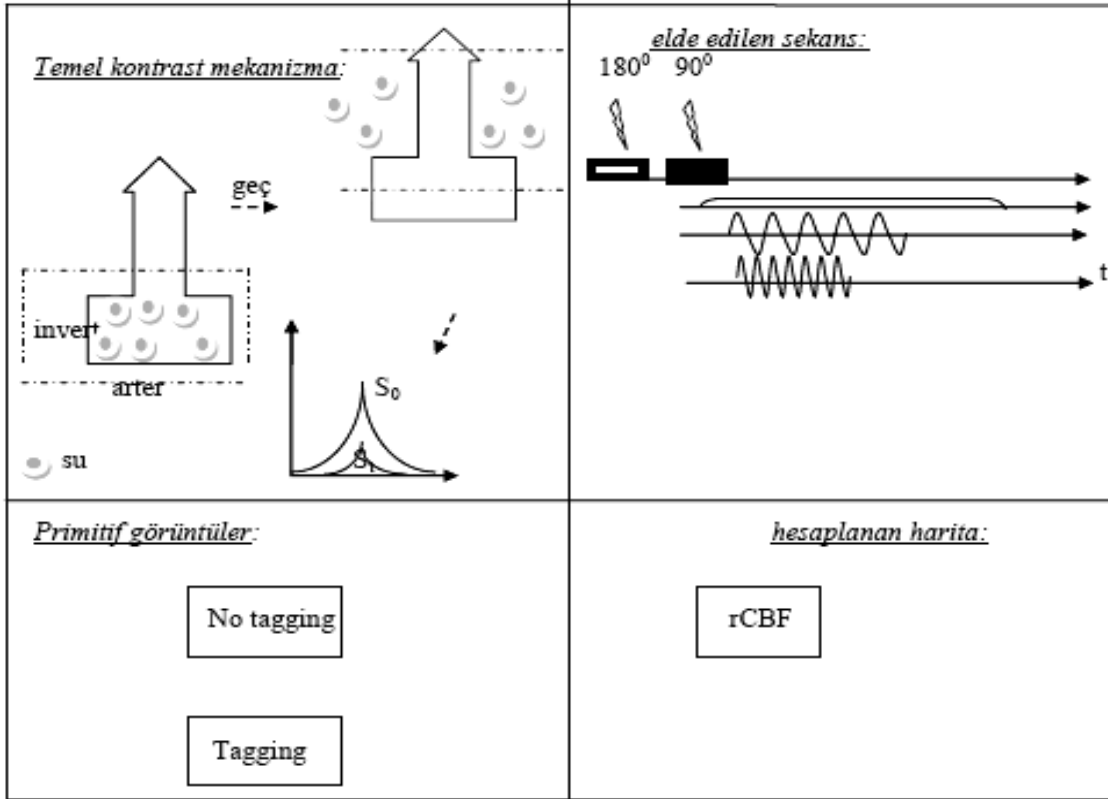 Temel kontrast mekanizma:
geç
invert
arter
su
S₀
S₁
elde edilen sekans:
180⁰ 90⁰
t
Primitif görüntüler:
No tagging
Tagging
hesaplanan harita:
rCBF